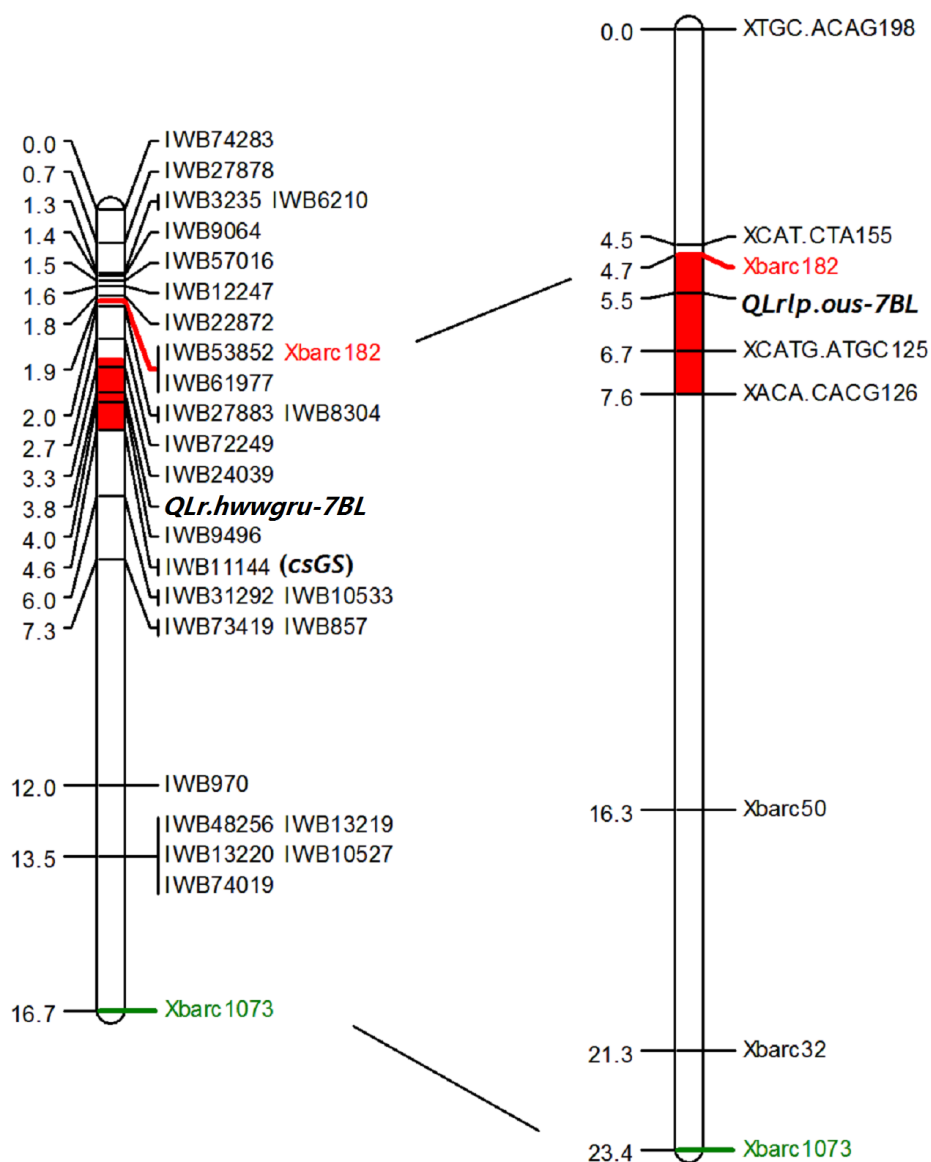 0.0 XTGC.ACAG198
0.0 IWB74283
0.7 IWB27878
1.3 IWB3235 IWB6210
1.4 IWB9064
1.5 IWB57016
1.6 IWB12247
1.8 IWB22872
IWB53852 Xbarc182
1.9 IWB61977
2.0 IWB27883 IWB8304
2.7 IWB72249
3.3 IWB24039
3.8 QLr.hwwgru-7BL
4.0 IWB9496
4.6 IWB11144 (csGS)
6.0 IWB31292 IWB10533
7.3 IWB73419 IWB857
12.0 IWB970
IWB48256 IWB13219
13.5 IWB13220 IWB10527
IWB74019
16.7 Xbarc1073
4.5 XCAT.CTA155
4.7 Xbarc182
5.5 QLrlp.ous-7BL
6.7 XCATG.ATGC125
7.6 XACA.CACG126
16.3 Xbarc50
21.3 Xbarc32
23.4 Xbarc1073